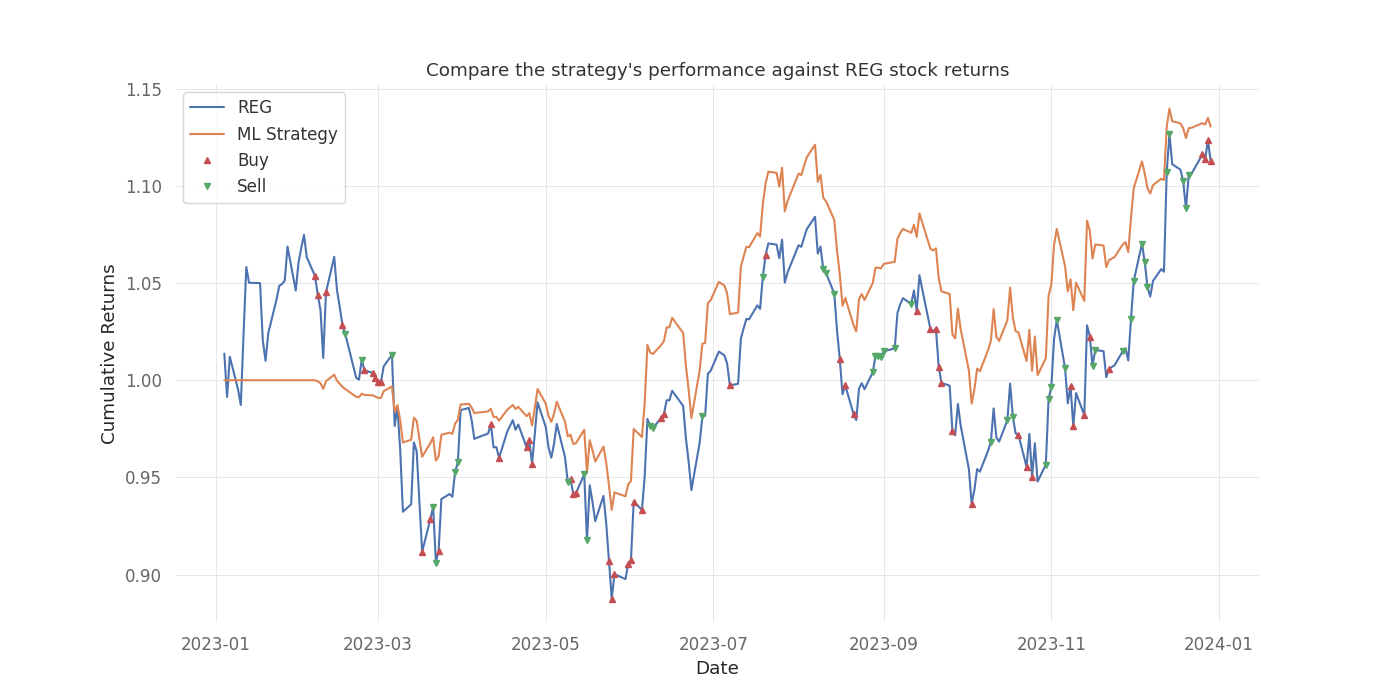 Compare the strategy's performance against REG stock returns
1.15
1.10
1.05
1.00
0.95
0.90
Cumulative Returns
REG
ML Strategy
Buy
Sell
2023-01 2023-03 2023-05 2023-07 2023-09 2023-11 2024-01
Date